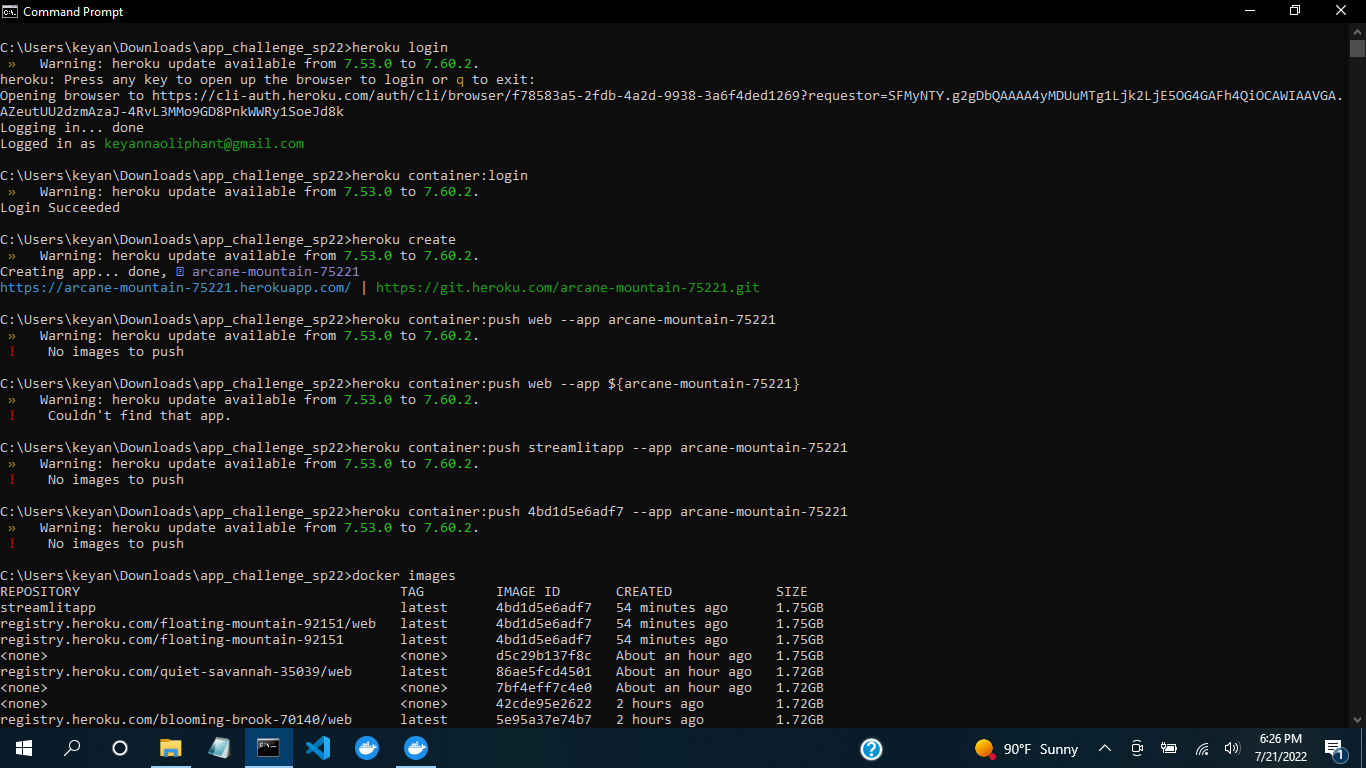 Command Prompt
C:\Users\keyan\Downloads\app_challenge_sp22>heroku login
» Warning: heroku update available from 7.53.0 to 7.60.2.
heroku: Press any key to open up the browser to login or q to exit:
Opening browser to https://cli-auth.heroku.com/auth/cli/browser/f78583a5-2fdb-4a2d-9938-3a6f4ded1269?requestor=SFMyNTY.g2gDbQAAAA4yMDUuMTg1Ljk2LjE5OG4GAFh4QiOCAWIAAVGA.
AZeutUU2dzmAzaJ-4RvL3MMo9GD8PnkWWRy1SoeJd8k
Logging in... done
Logged in as keyannaoliphant@gmail.com
C:\Users\keyan\Downloads\app_challenge_sp22>heroku container:login
» Warning: heroku update available from 7.53.0 to 7.60.2.
Login Succeeded
C:\Users\keyan\Downloads\app_challenge_sp22>heroku create
» Warning: heroku update available from 7.53.0 to 7.60.2.
Creating app... done, arcane-mountain-75221
https://arcane-mountain-75221.herokuapp.com/ | https://git.heroku.com/arcane-mountain-75221.git
C:\Users\keyan\Downloads\app_challenge_sp22>heroku container:push web --app arcane-mountain-75221
» Warning: heroku update available from 7.53.0 to 7.60.2.
! No images to push
C:\Users\keyan\Downloads\app_challenge_sp22>heroku container:push web --app ${arcane-mountain-75221}
» Warning: heroku update available from 7.53.0 to 7.60.2.
! Couldn't find that app.
C:\Users\keyan\Downloads\app_challenge_sp22>heroku container:push streamlitapp --app arcane-mountain-75221
» Warning: heroku update available from 7.53.0 to 7.60.2.
! No images to push
C:\Users\keyan\Downloads\app_challenge_sp22>heroku container:push 4bd1d5e6adf7 --app arcane-mountain-75221
» Warning: heroku update available from 7.53.0 to 7.60.2.
! No images to push
C:\Users\keyan\Downloads\app_challenge_sp22>docker images
REPOSITORY TAG IMAGE ID CREATED SIZE
streamlitapp latest 4bd1d5e6adf7 54 minutes ago 1.75GB
registry.heroku.com/floating-mountain-92151/web latest 4bd1d5e6adf7 54 minutes ago 1.75GB
registry.heroku.com/floating-mountain-92151 latest 4bd1d5e6adf7 54 minutes ago 1.75GB
<none> <none> d5c29b137f8c About an hour ago 1.75GB
registry.heroku.com/quiet-savannah-35039/web latest 86ae5fcd4501 About an hour ago 1.72GB
<none> <none> 7bf4eff7c4e0 About an hour ago 1.72GB
<none> <none> 42cde95e2622 2 hours ago 1.72GB
registry.heroku.com/blooming-brook-70140/web latest 5e95a37e74b7 2 hours ago 1.72GB
90°F Sunny
6:26 PM
7/21/2022
1